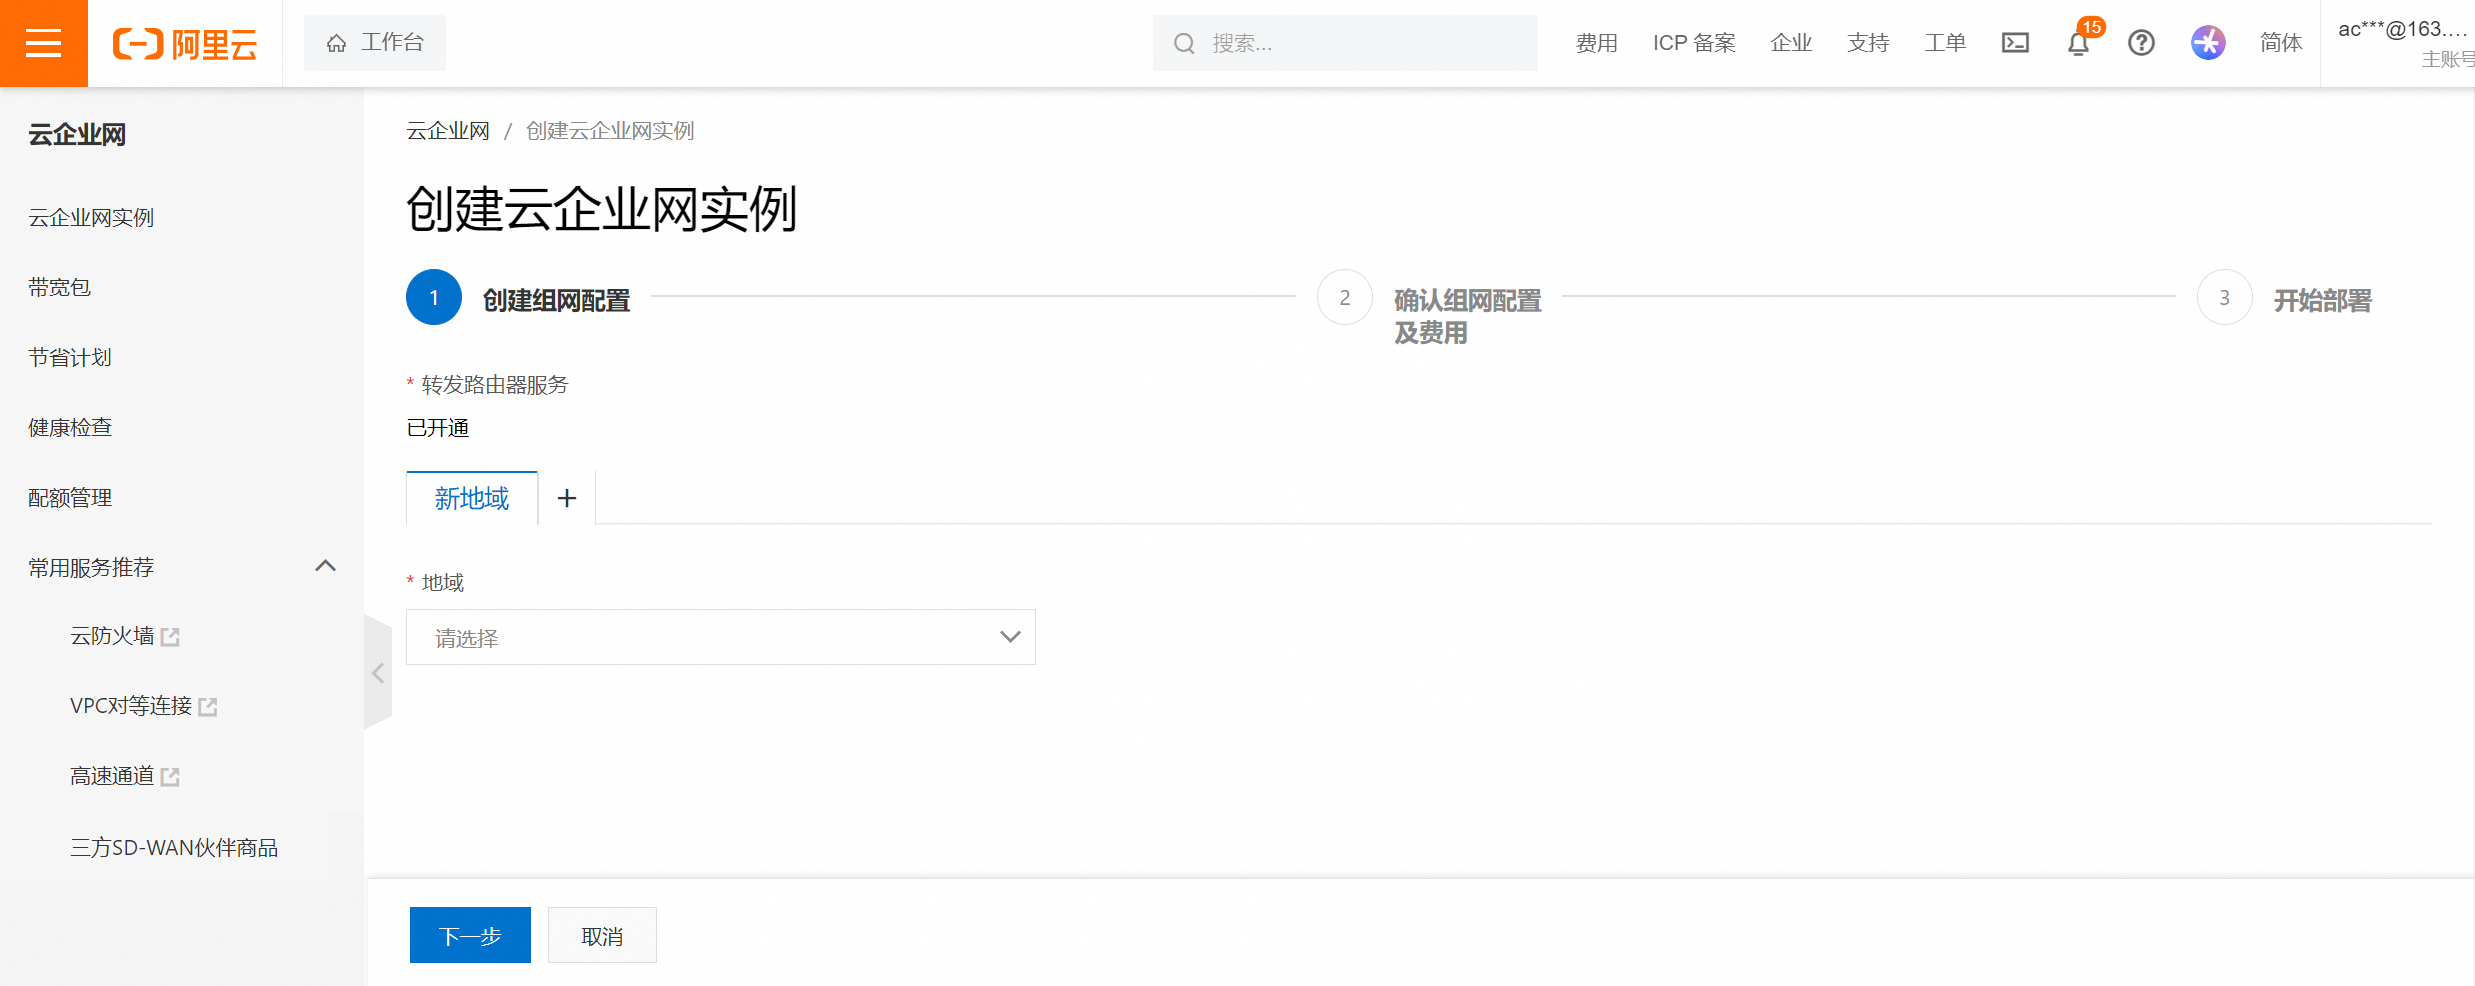 阿里云
工作台
搜索...
费用
ICP 备案
企业
支持
工单
15
简体
ac***@163....
主账号
云企业网
云企业网实例
带宽包
节省计划
健康检查
配额管理
常用服务推荐
云防火墙
VPC对等连接
高速通道
三方SD-WAN伙伴商品
云企业网 / 创建云企业网实例
创建云企业网实例
1 创建组网配置
2 确认组网配置
及费用
3 开始部署
* 转发路由器服务
已开通
新地域 +
* 地域
请选择
下一步 取消